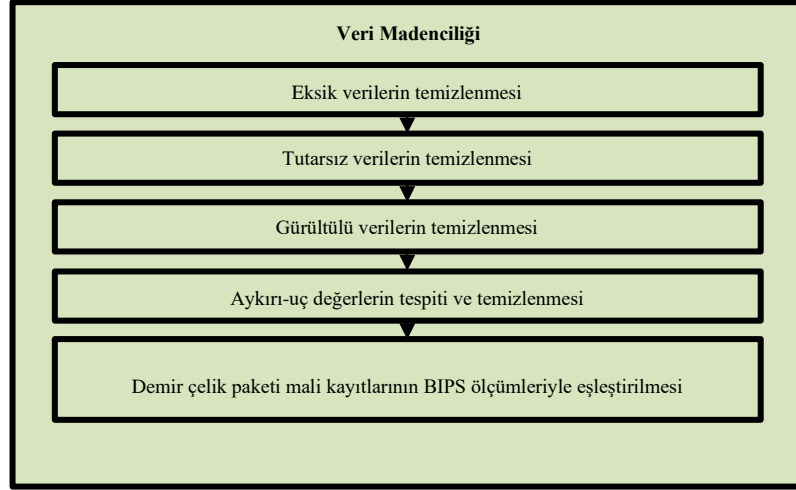 Veri Madenciliği
Eksik verilerin temizlenmesi
Tutarsız verilerin temizlenmesi
Gürültülü verilerin temizlenmesi
Aykırı-uç değerlerin tespiti ve temizlenmesi
Demir çelik paketi mali kayıtlarının BIPS ölçümleriyle eşleştirilmesi